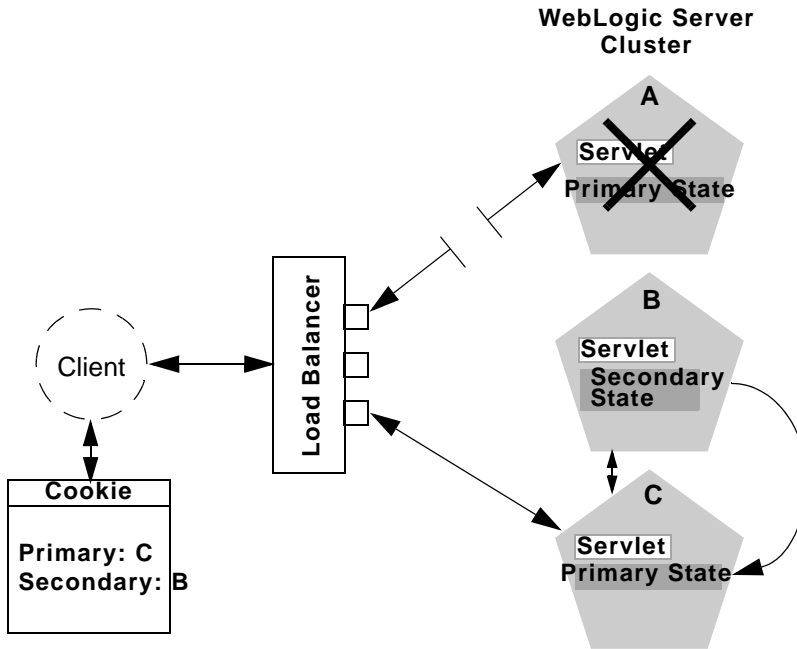 WebLogic Server
Cluster
A
Servlet
Primary State
B
Servlet
Secondary
State
C
Servlet
Primary State
Load Balancer
Client
Cookie
Primary: C
Secondary: B